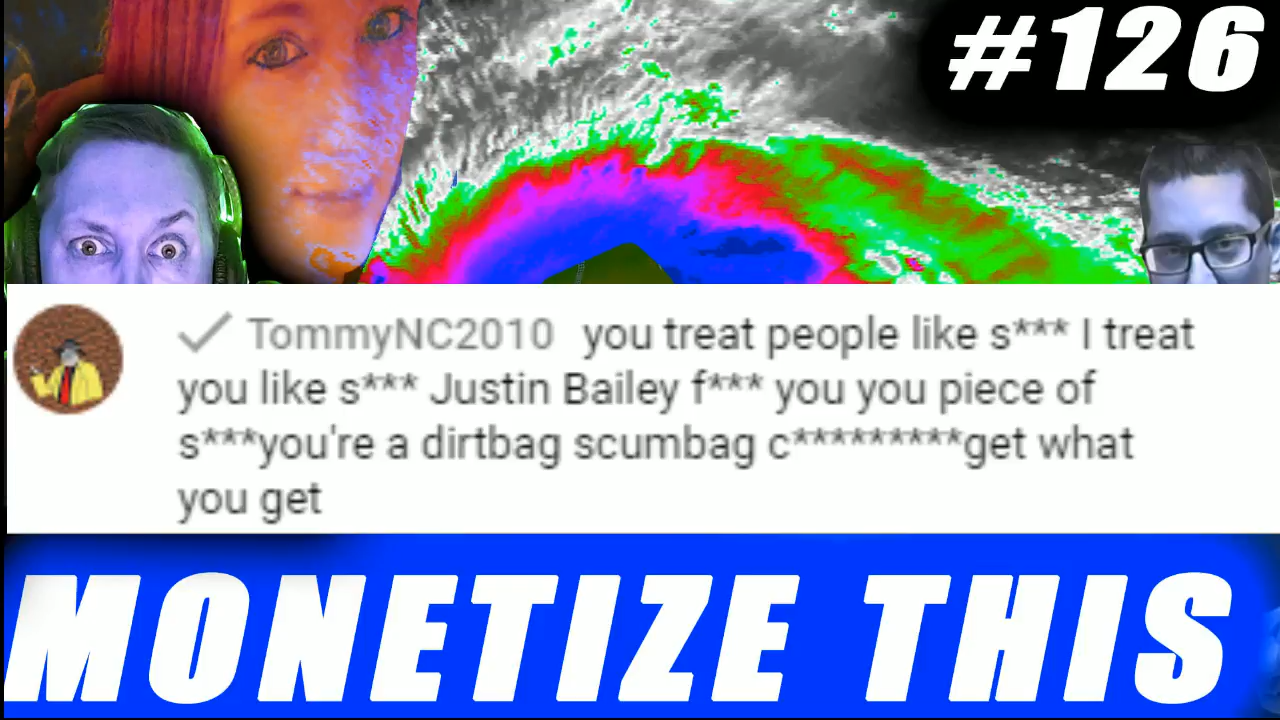 #126
TommyNC2010 you treat people like s*** I treat
you like s*** Justin Bailey f*** you you piece of
s***you're a dirtbag scumbag c*********get what
you get
MONETIZE THIS